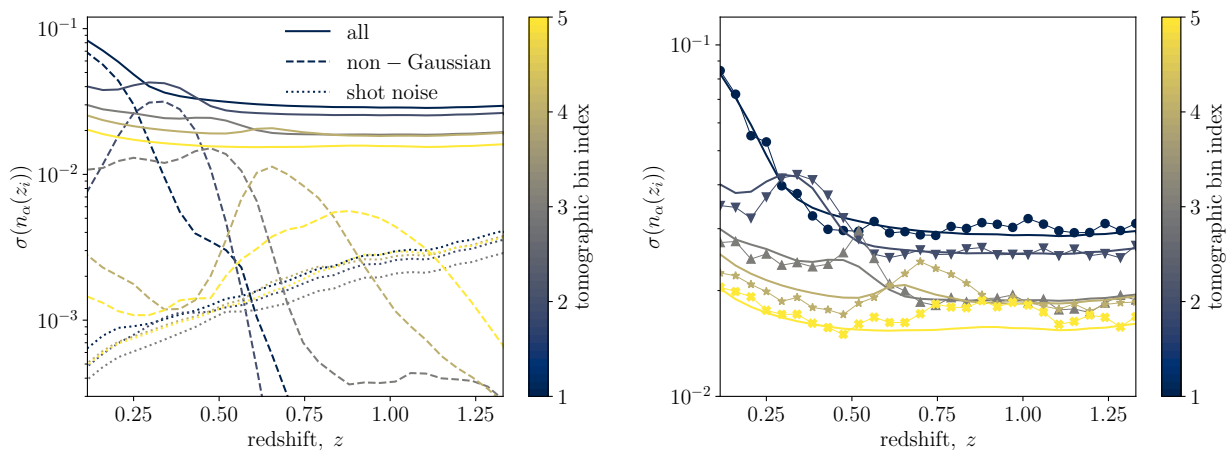 10⁻¹
10⁻²
10⁻³
σ(n_α(z_i))
all
non − Gaussian
shot noise
0.25 0.50 0.75 1.00 1.25
redshift, z
5
4
3
2
1
tomographic bin index
10⁻¹
10⁻²
σ(n_α(z_i))
0.25 0.50 0.75 1.00 1.25
redshift, z
5
4
3
2
1
tomographic bin index